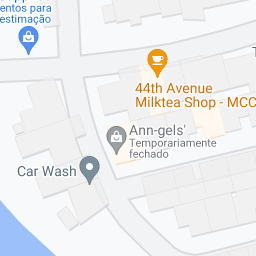 entos para
estimação
44th Avenue
Milktea Shop - MCC
Ann-gels'
Temporariamente
fechado
Car Wash